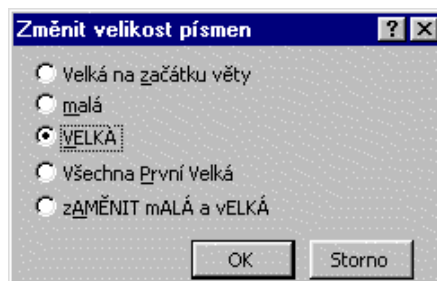 Změnit velikost písmen
Velká na začátku věty
malá
VELKÁ
Všechna První Velká
zAMĚNIT mALÁ a vELKÁ
OK Storno